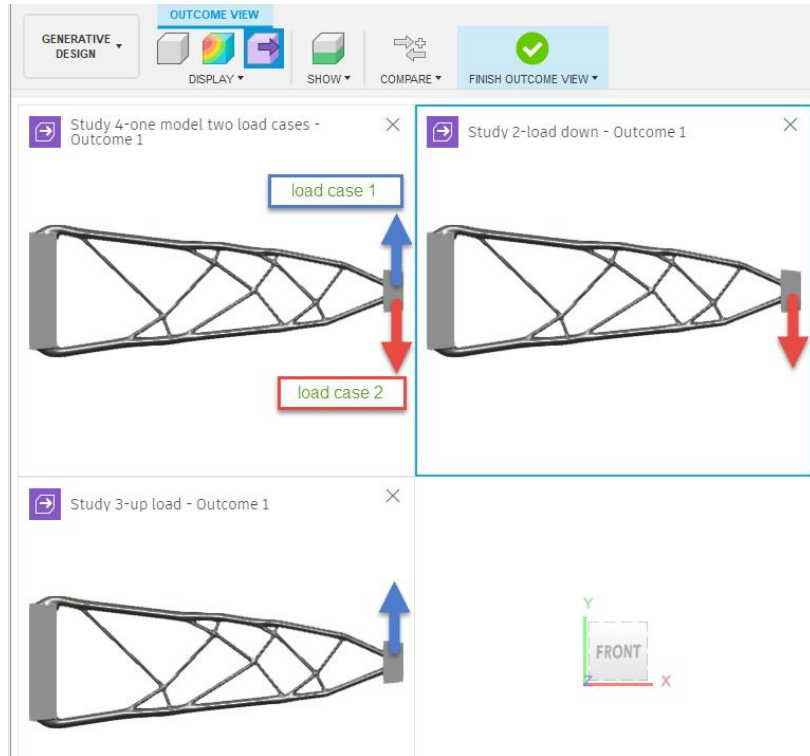 OUTCOME VIEW
GENERATIVE
DESIGN
DISPLAY
SHOW
COMPARE
FINISH OUTCOME VIEW
Study 4-one model two load cases -
Outcome 1
load case 1
load case 2
Study 2-load down - Outcome 1
Study 3-up load - Outcome 1
Y
FRONT
Z
X